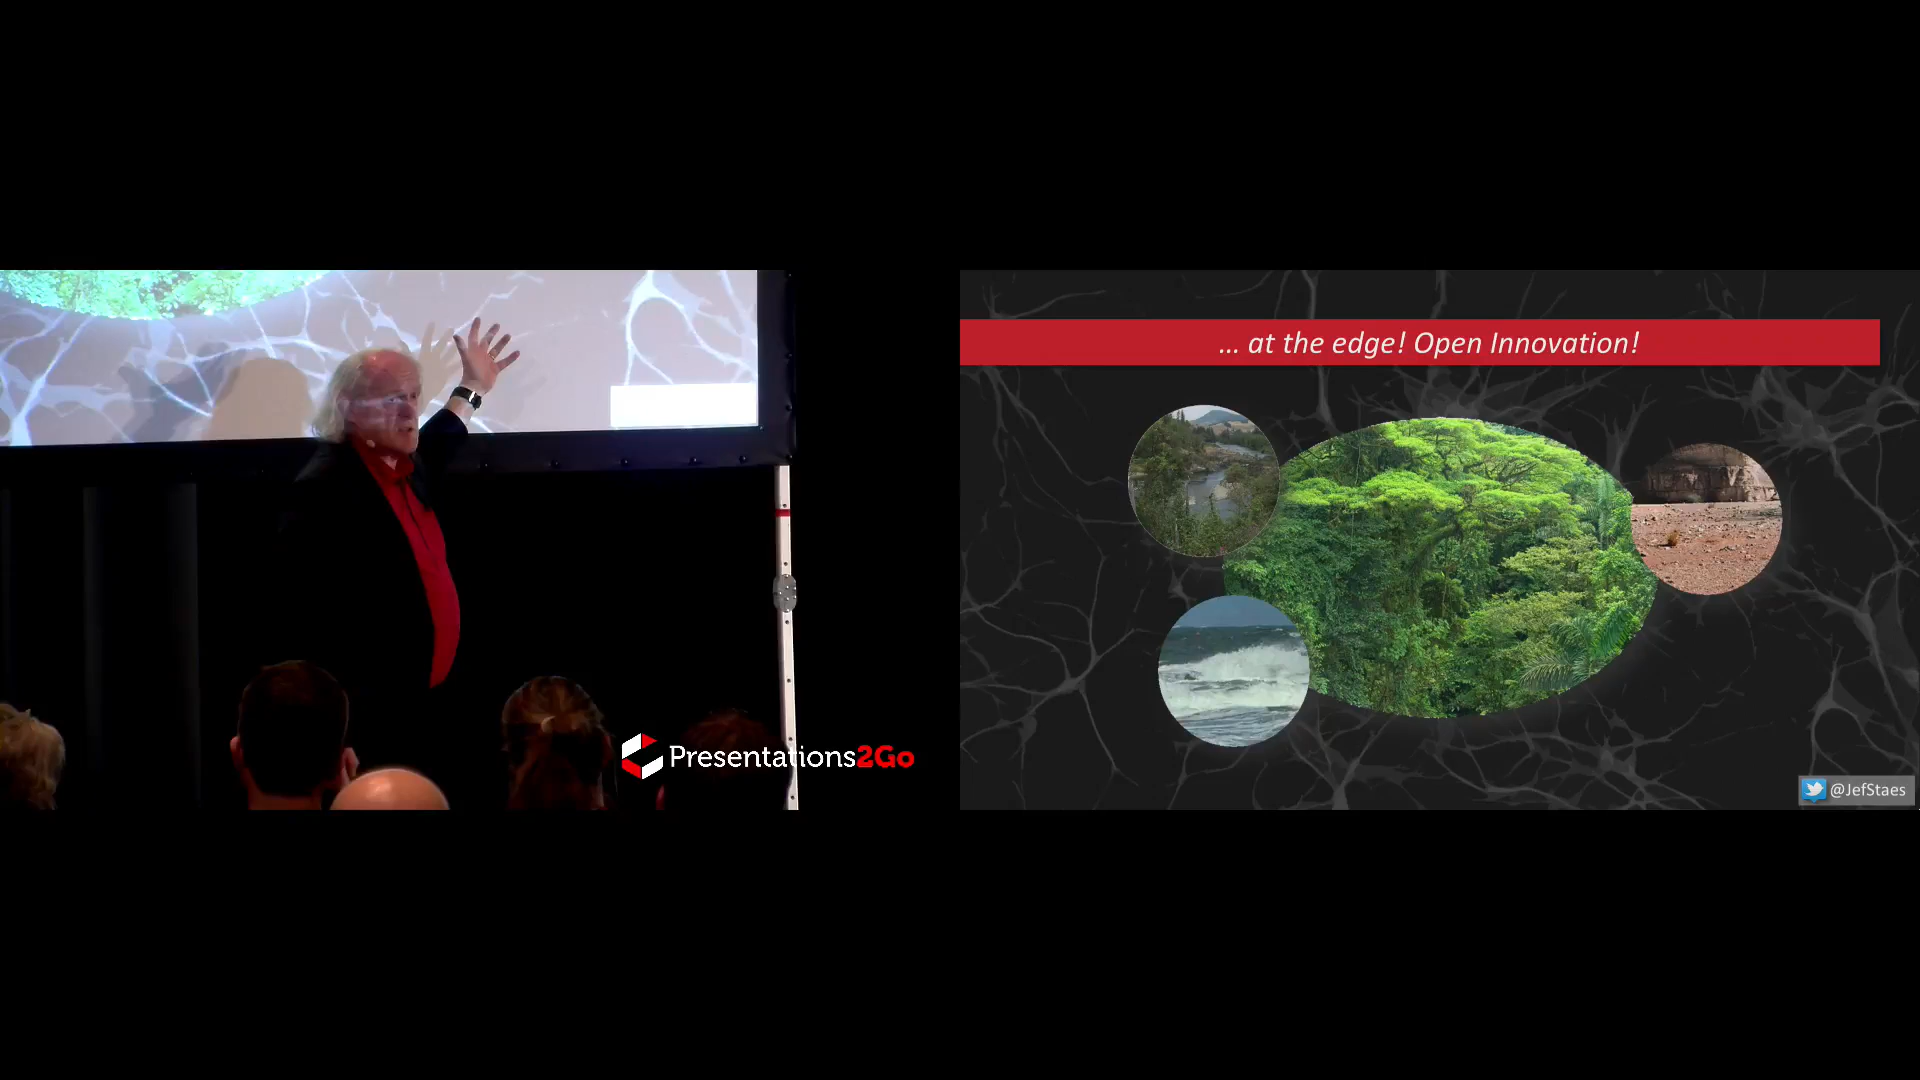 ... at the edge! Open Innovation!
Presentations2Go
@JefStaes